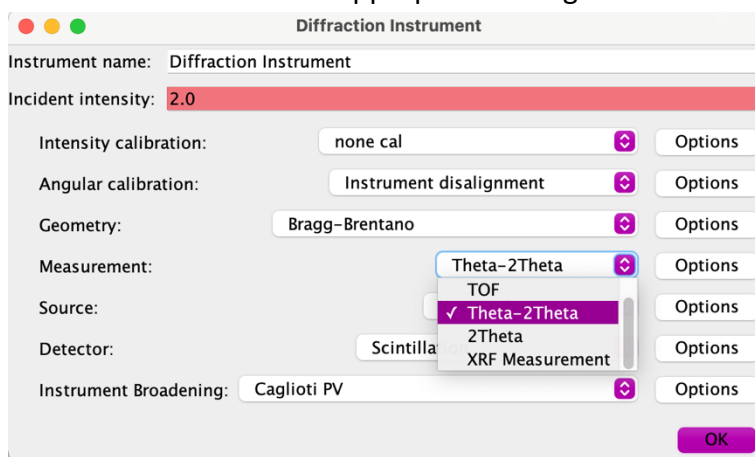 Diffraction Instrument
Instrument name: Diffraction Instrument
Incident intensity: 2.0
Intensity calibration: none cal Options
Angular calibration: Instrument disalignment Options
Geometry: Bragg-Brentano Options
Measurement: Theta-2Theta Options
TOF
Source: ✓ Theta-2Theta Options
2Theta
Detector: Scintilla Options
XRF Measurement
Instrument Broadening: Caglioti PV Options
OK